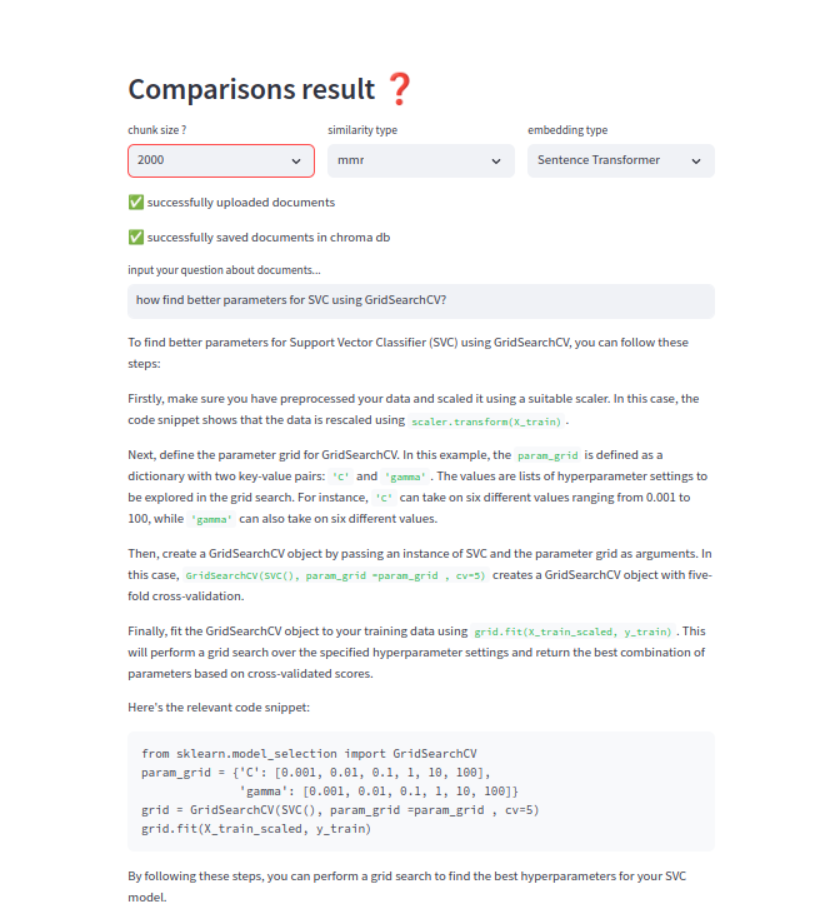 Comparisons result ❓
chunk size ? similarity type embedding type
2000 mmr Sentence Transformer
✅ successfully uploaded documents
✅ successfully saved documents in chroma db
input your question about documents...
how find better parameters for SVC using GridSearchCV?
To find better parameters for Support Vector Classifier (SVC) using GridSearchCV, you can follow these
steps:
Firstly, make sure you have preprocessed your data and scaled it using a suitable scaler. In this case, the
code snippet shows that the data is rescaled using scaler.transform(X_train) .
Next, define the parameter grid for GridSearchCV. In this example, the param_grid is defined as a
dictionary with two key-value pairs: 'C' and 'gamma' . The values are lists of hyperparameter settings to
be explored in the grid search. For instance, 'C' can take on six different values ranging from 0.001 to
100, while 'gamma' can also take on six different values.
Then, create a GridSearchCV object by passing an instance of SVC and the parameter grid as arguments. In
this case, GridSearchCV(SVC(), param_grid =param_grid , cv=5) creates a GridSearchCV object with five-
fold cross-validation.
Finally, fit the GridSearchCV object to your training data using grid.fit(X_train_scaled, y_train) . This
will perform a grid search over the specified hyperparameter settings and return the best combination of
parameters based on cross-validated scores.
Here's the relevant code snippet:
from sklearn.model_selection import GridSearchCV
param_grid = {'C': [0.001, 0.01, 0.1, 1, 10, 100],
'gamma': [0.001, 0.01, 0.1, 1, 10, 100]}
grid = GridSearchCV(SVC(), param_grid =param_grid , cv=5)
grid.fit(X_train_scaled, y_train)
By following these steps, you can perform a grid search to find the best hyperparameters for your SVC
model.